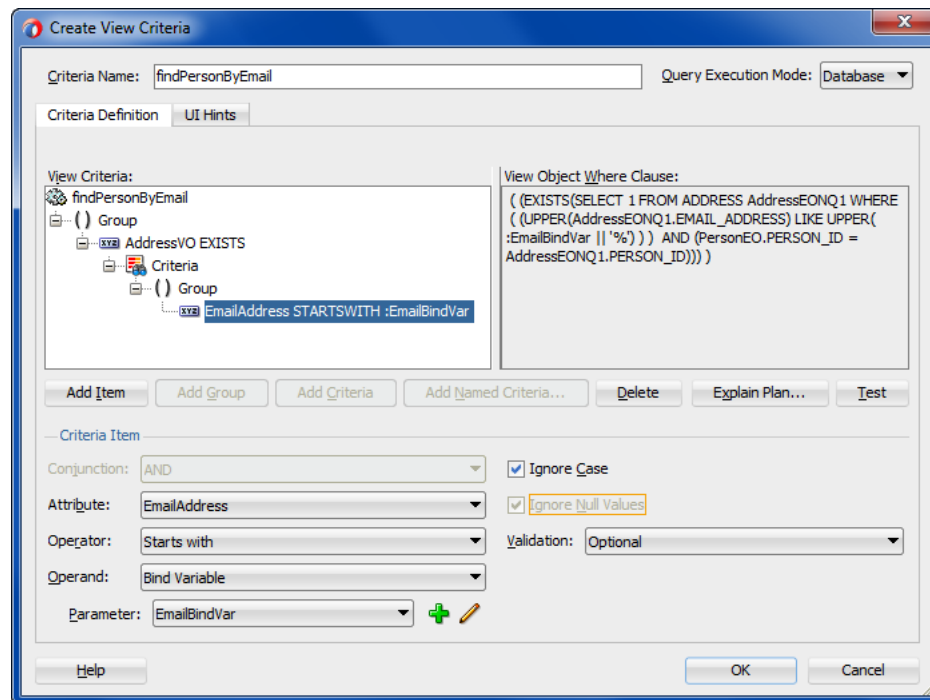 Create View Criteria
Criteria Name: findPersonByEmail Query Execution Mode: Database
Criteria Definition UI Hints
View Criteria: View Object Where Clause:
findPersonByEmail
( ) Group
XYZ AddressVO EXISTS
Criteria
( ) Group
XYZ EmailAddress STARTSWITH :EmailBindVar
( (EXISTS(SELECT 1 FROM ADDRESS AddressEONQ1 WHERE
( (UPPER(AddressEONQ1.EMAIL_ADDRESS) LIKE UPPER(
:EmailBindVar || '%') ) ) AND (PersonEO.PERSON_ID =
AddressEONQ1.PERSON_ID))) )
Add Item Add Group Add Criteria Add Named Criteria... Delete Explain Plan... Test
Criteria Item
Conjunction: AND Ignore Case
Attribute: EmailAddress Ignore Null Values
Operator: Starts with Validation: Optional
Operand: Bind Variable
Parameter: EmailBindVar
Help OK Cancel